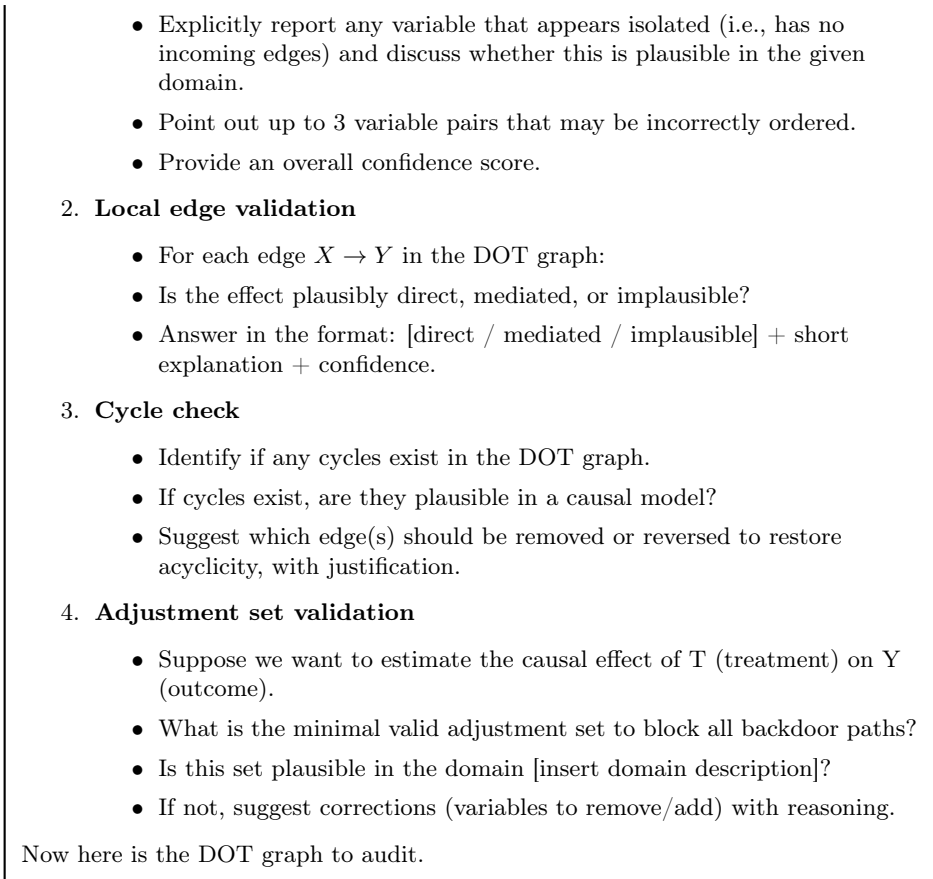 • Explicitly report any variable that appears isolated (i.e., has no
incoming edges) and discuss whether this is plausible in the given
domain.
• Point out up to 3 variable pairs that may be incorrectly ordered.
• Provide an overall confidence score.
2. Local edge validation
• For each edge X → Y in the DOT graph:
• Is the effect plausibly direct, mediated, or implausible?
• Answer in the format: [direct / mediated / implausible] + short
explanation + confidence.
3. Cycle check
• Identify if any cycles exist in the DOT graph.
• If cycles exist, are they plausible in a causal model?
• Suggest which edge(s) should be removed or reversed to restore
acyclicity, with justification.
4. Adjustment set validation
• Suppose we want to estimate the causal effect of T (treatment) on Y
(outcome).
• What is the minimal valid adjustment set to block all backdoor paths?
• Is this set plausible in the domain [insert domain description]?
• If not, suggest corrections (variables to remove/add) with reasoning.
Now here is the DOT graph to audit.